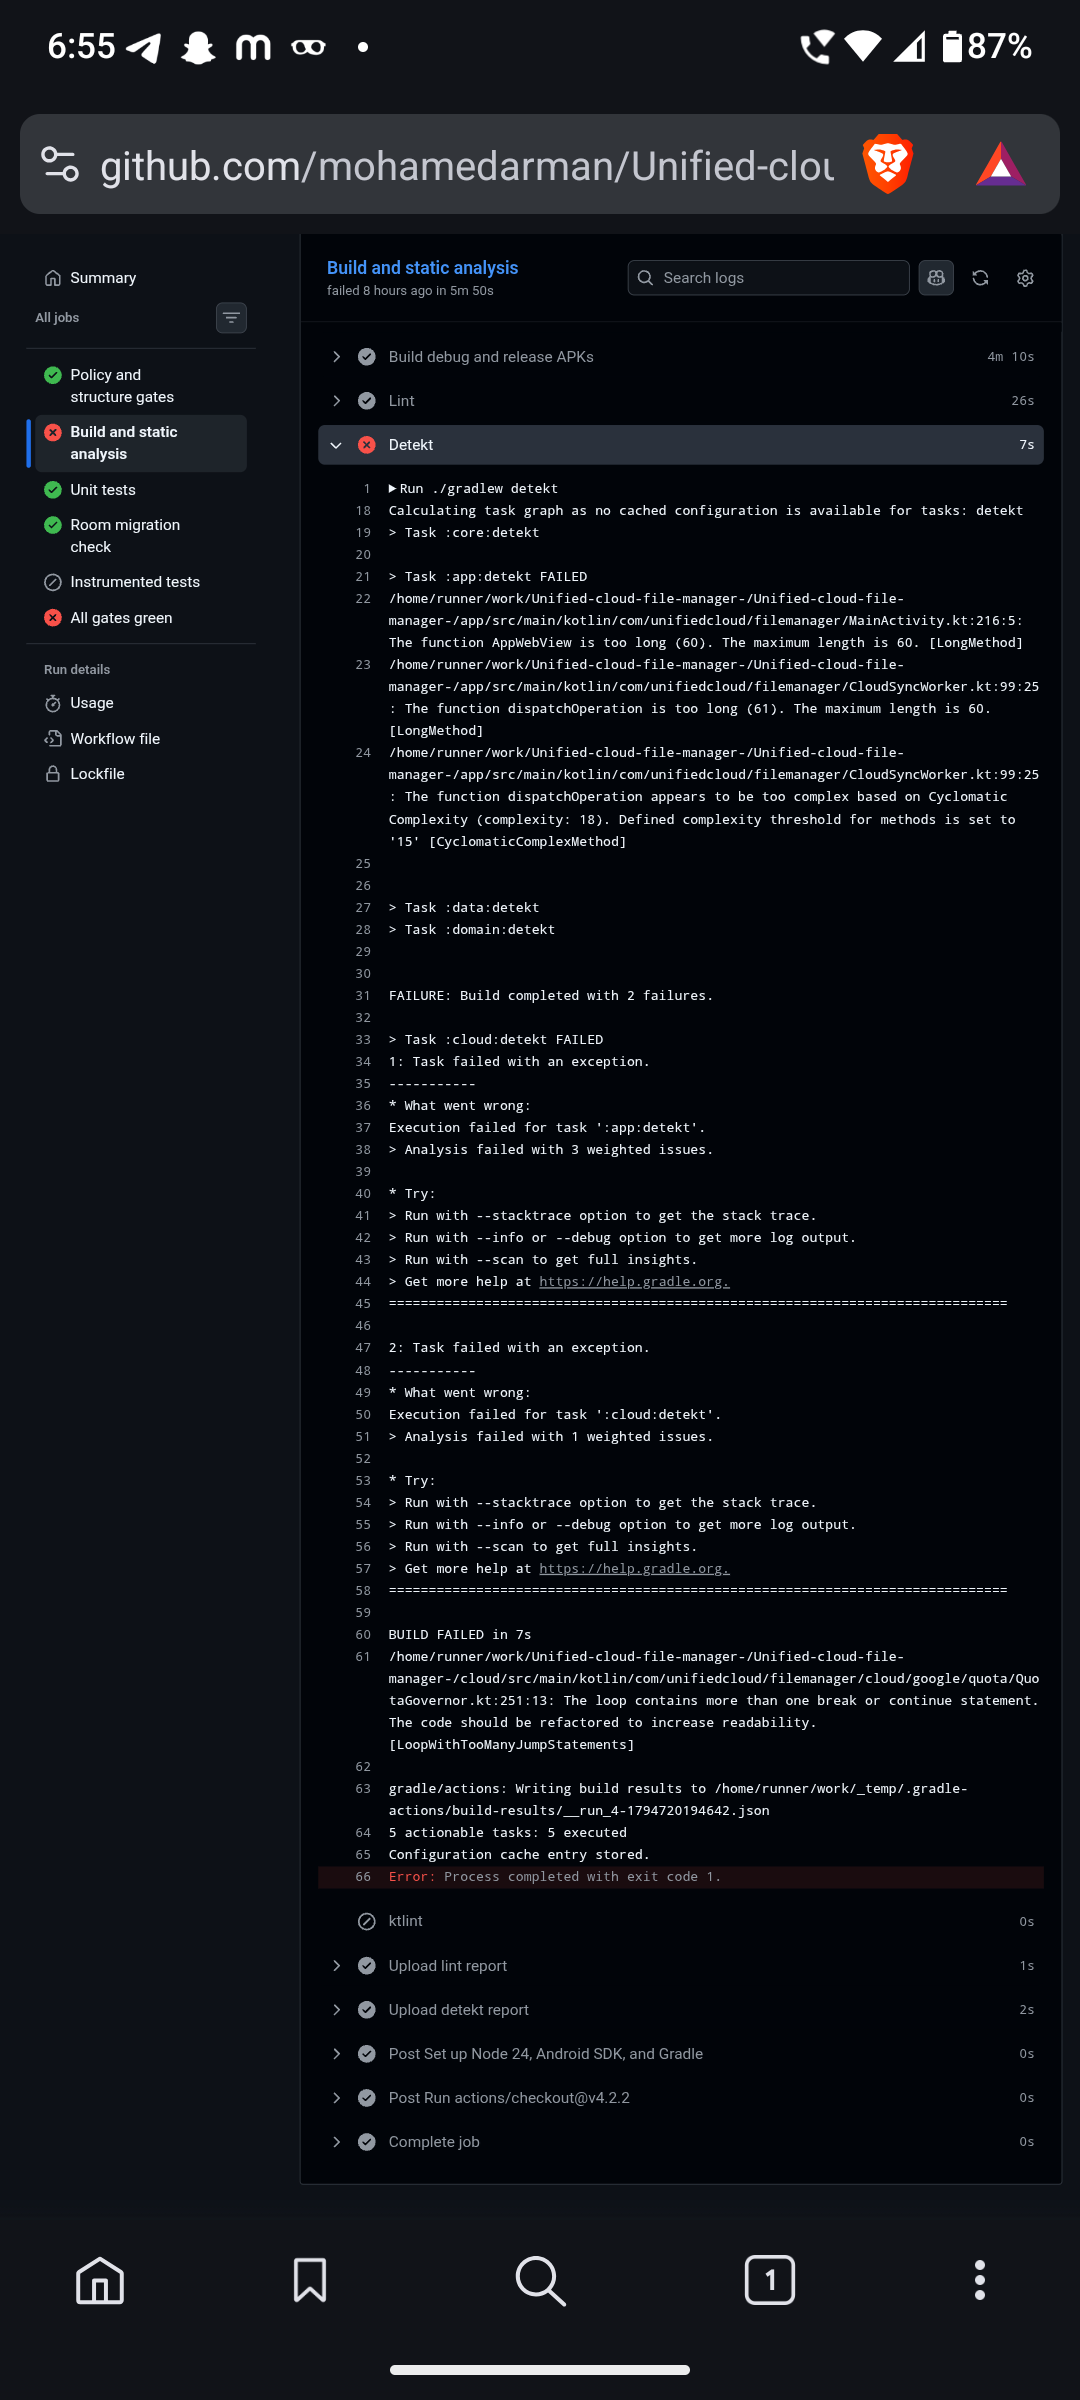 6:55
87%
github.com/mohamedarman/Unified-clou
Summary
All jobs
Policy and
structure gates
Build and static
analysis
Unit tests
Room migration
check
Instrumented tests
All gates green
Run details
Usage
Workflow file
Lockfile
Build and static analysis
failed 8 hours ago in 5m 50s
Search logs
Build debug and release APKs 4m 10s
Lint 26s
Detekt 7s
1 Run ./gradlew detekt
18 Calculating task graph as no cached configuration is available for tasks: detekt
19 > Task :core:detekt
20
21 > Task :app:detekt FAILED
22 /home/runner/work/Unified-cloud-file-manager-/Unified-cloud-file-
manager-/app/src/main/kotlin/com/unifiedcloud/filemanager/MainActivity.kt:216:5:
The function AppWebView is too long (60). The maximum length is 60. [LongMethod]
23 /home/runner/work/Unified-cloud-file-manager-/Unified-cloud-file-
manager-/app/src/main/kotlin/com/unifiedcloud/filemanager/CloudSyncWorker.kt:99:25
: The function dispatchOperation is too long (61). The maximum length is 60.
[LongMethod]
24 /home/runner/work/Unified-cloud-file-manager-/Unified-cloud-file-
manager-/app/src/main/kotlin/com/unifiedcloud/filemanager/CloudSyncWorker.kt:99:25
: The function dispatchOperation appears to be too complex based on Cyclomatic
Complexity (complexity: 18). Defined complexity threshold for methods is set to
'15' [CyclomaticComplexMethod]
25
26
27 > Task :data:detekt
28 > Task :domain:detekt
29
30
31 FAILURE: Build completed with 2 failures.
32
33 > Task :cloud:detekt FAILED
34 1: Task failed with an exception.
35 -----------
36 * What went wrong:
37 Execution failed for task ':app:detekt'.
38 > Analysis failed with 3 weighted issues.
39
40 * Try:
41 > Run with --stacktrace option to get the stack trace.
42 > Run with --info or --debug option to get more log output.
43 > Run with --scan to get full insights.
44 > Get more help at https://help.gradle.org.
45 ==============================================================================
46
47 2: Task failed with an exception.
48 -----------
49 * What went wrong:
50 Execution failed for task ':cloud:detekt'.
51 > Analysis failed with 1 weighted issues.
52
53 * Try:
54 > Run with --stacktrace option to get the stack trace.
55 > Run with --info or --debug option to get more log output.
56 > Run with --scan to get full insights.
57 > Get more help at https://help.gradle.org.
58 ==============================================================================
59
60 BUILD FAILED in 7s
61 /home/runner/work/Unified-cloud-file-manager-/Unified-cloud-file-
manager-/cloud/src/main/kotlin/com/unifiedcloud/filemanager/cloud/google/quota/Quo
taGovernor.kt:251:13: The loop contains more than one break or continue statement.
The code should be refactored to increase readability.
[LoopWithTooManyJumpStatements]
62
63 gradle/actions: Writing build results to /home/runner/work/_temp/.gradle-
actions/build-results/__run_4-1794720194642.json
64 5 actionable tasks: 5 executed
65 Configuration cache entry stored.
66 Error: Process completed with exit code 1.
ktlint 0s
Upload lint report 1s
Upload detekt report 2s
Post Set up Node 24, Android SDK, and Gradle 0s
Post Run actions/checkout@v4.2.2 0s
Complete job 0s
1